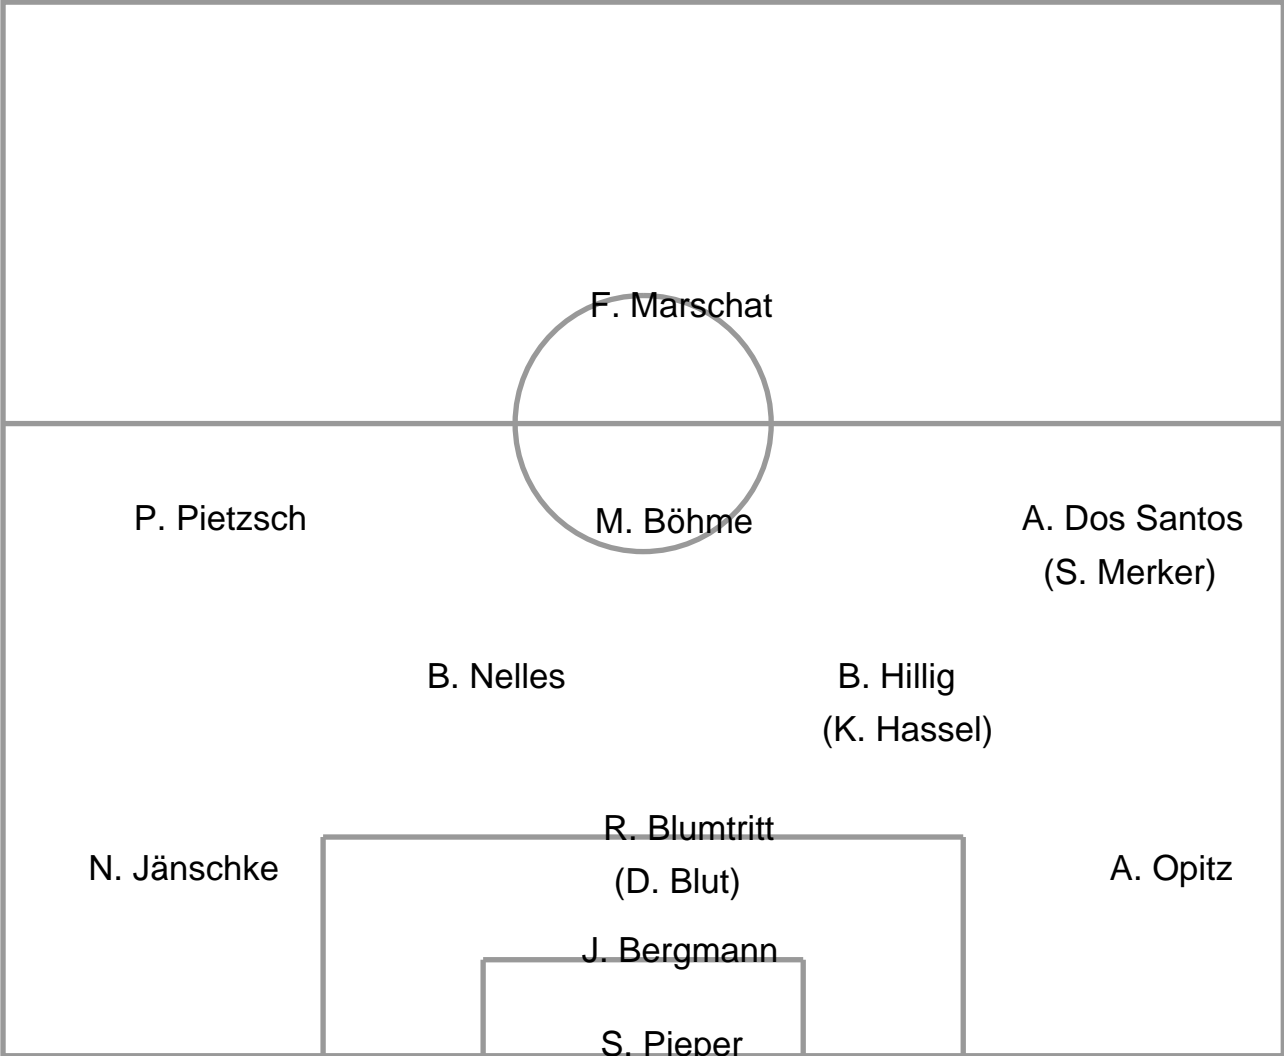 F. Marschat
P. Pietzsch
M. Böhme
A. Dos Santos
(S. Merker)
B. Nelles
B. Hillig
(K. Hassel)
R. Blumtritt
N. Jänschke
(D. Blut)
A. Opitz
J. Bergmann
S. Pieper